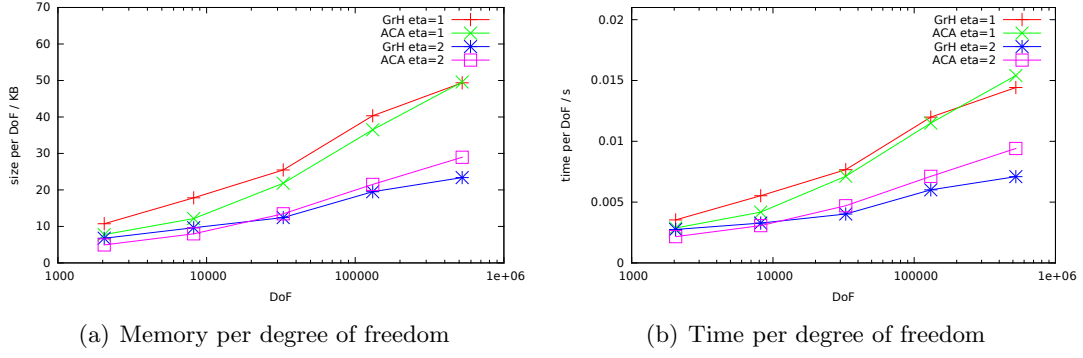 70
60
50
40
30
20
10
0
1000
10000
100000
1e+06
size per DoF / KB
DoF
GrH eta=1
ACA eta=1
GrH eta=2
ACA eta=2
(a) Memory per degree of freedom
0.02
0.015
0.01
0.005
0
1000
10000
100000
1e+06
time per DoF / s
DoF
GrH eta=1
ACA eta=1
GrH eta=2
ACA eta=2
(b) Time per degree of freedom